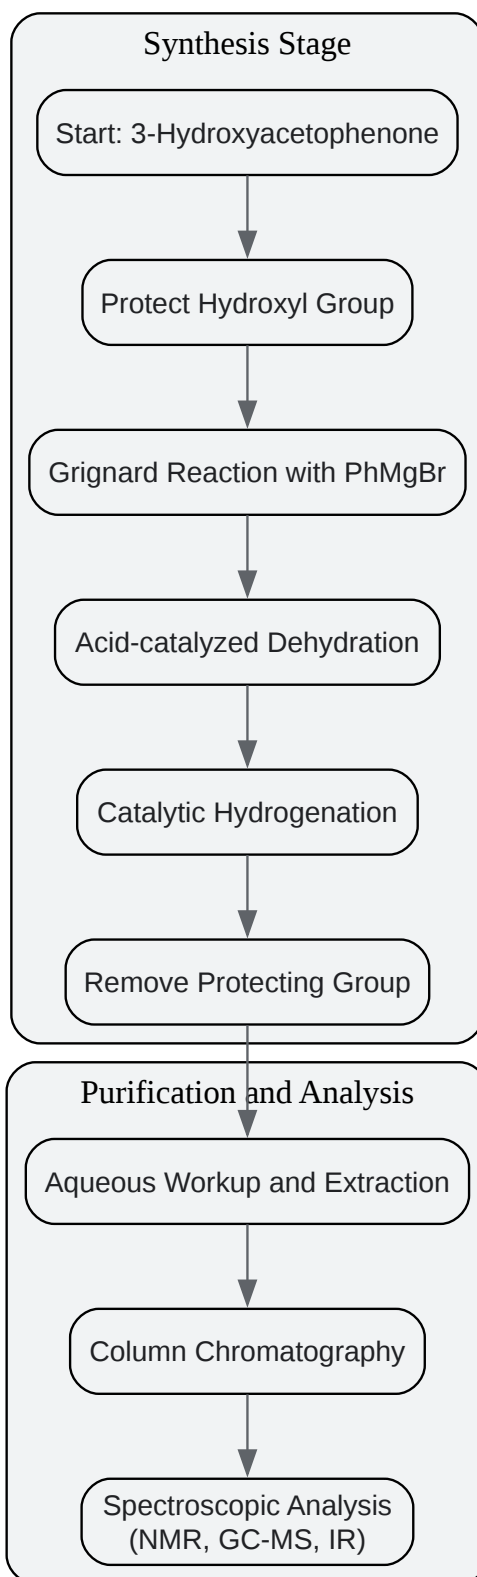 Synthesis Stage
Start: 3-Hydroxyacetophenone
Protect Hydroxyl Group
Grignard Reaction with PhMgBr
Acid-catalyzed Dehydration
Catalytic Hydrogenation
Remove Protecting Group
Purification and Analysis
Aqueous Workup and Extraction
Column Chromatography
Spectroscopic Analysis
(NMR, GC-MS, IR)